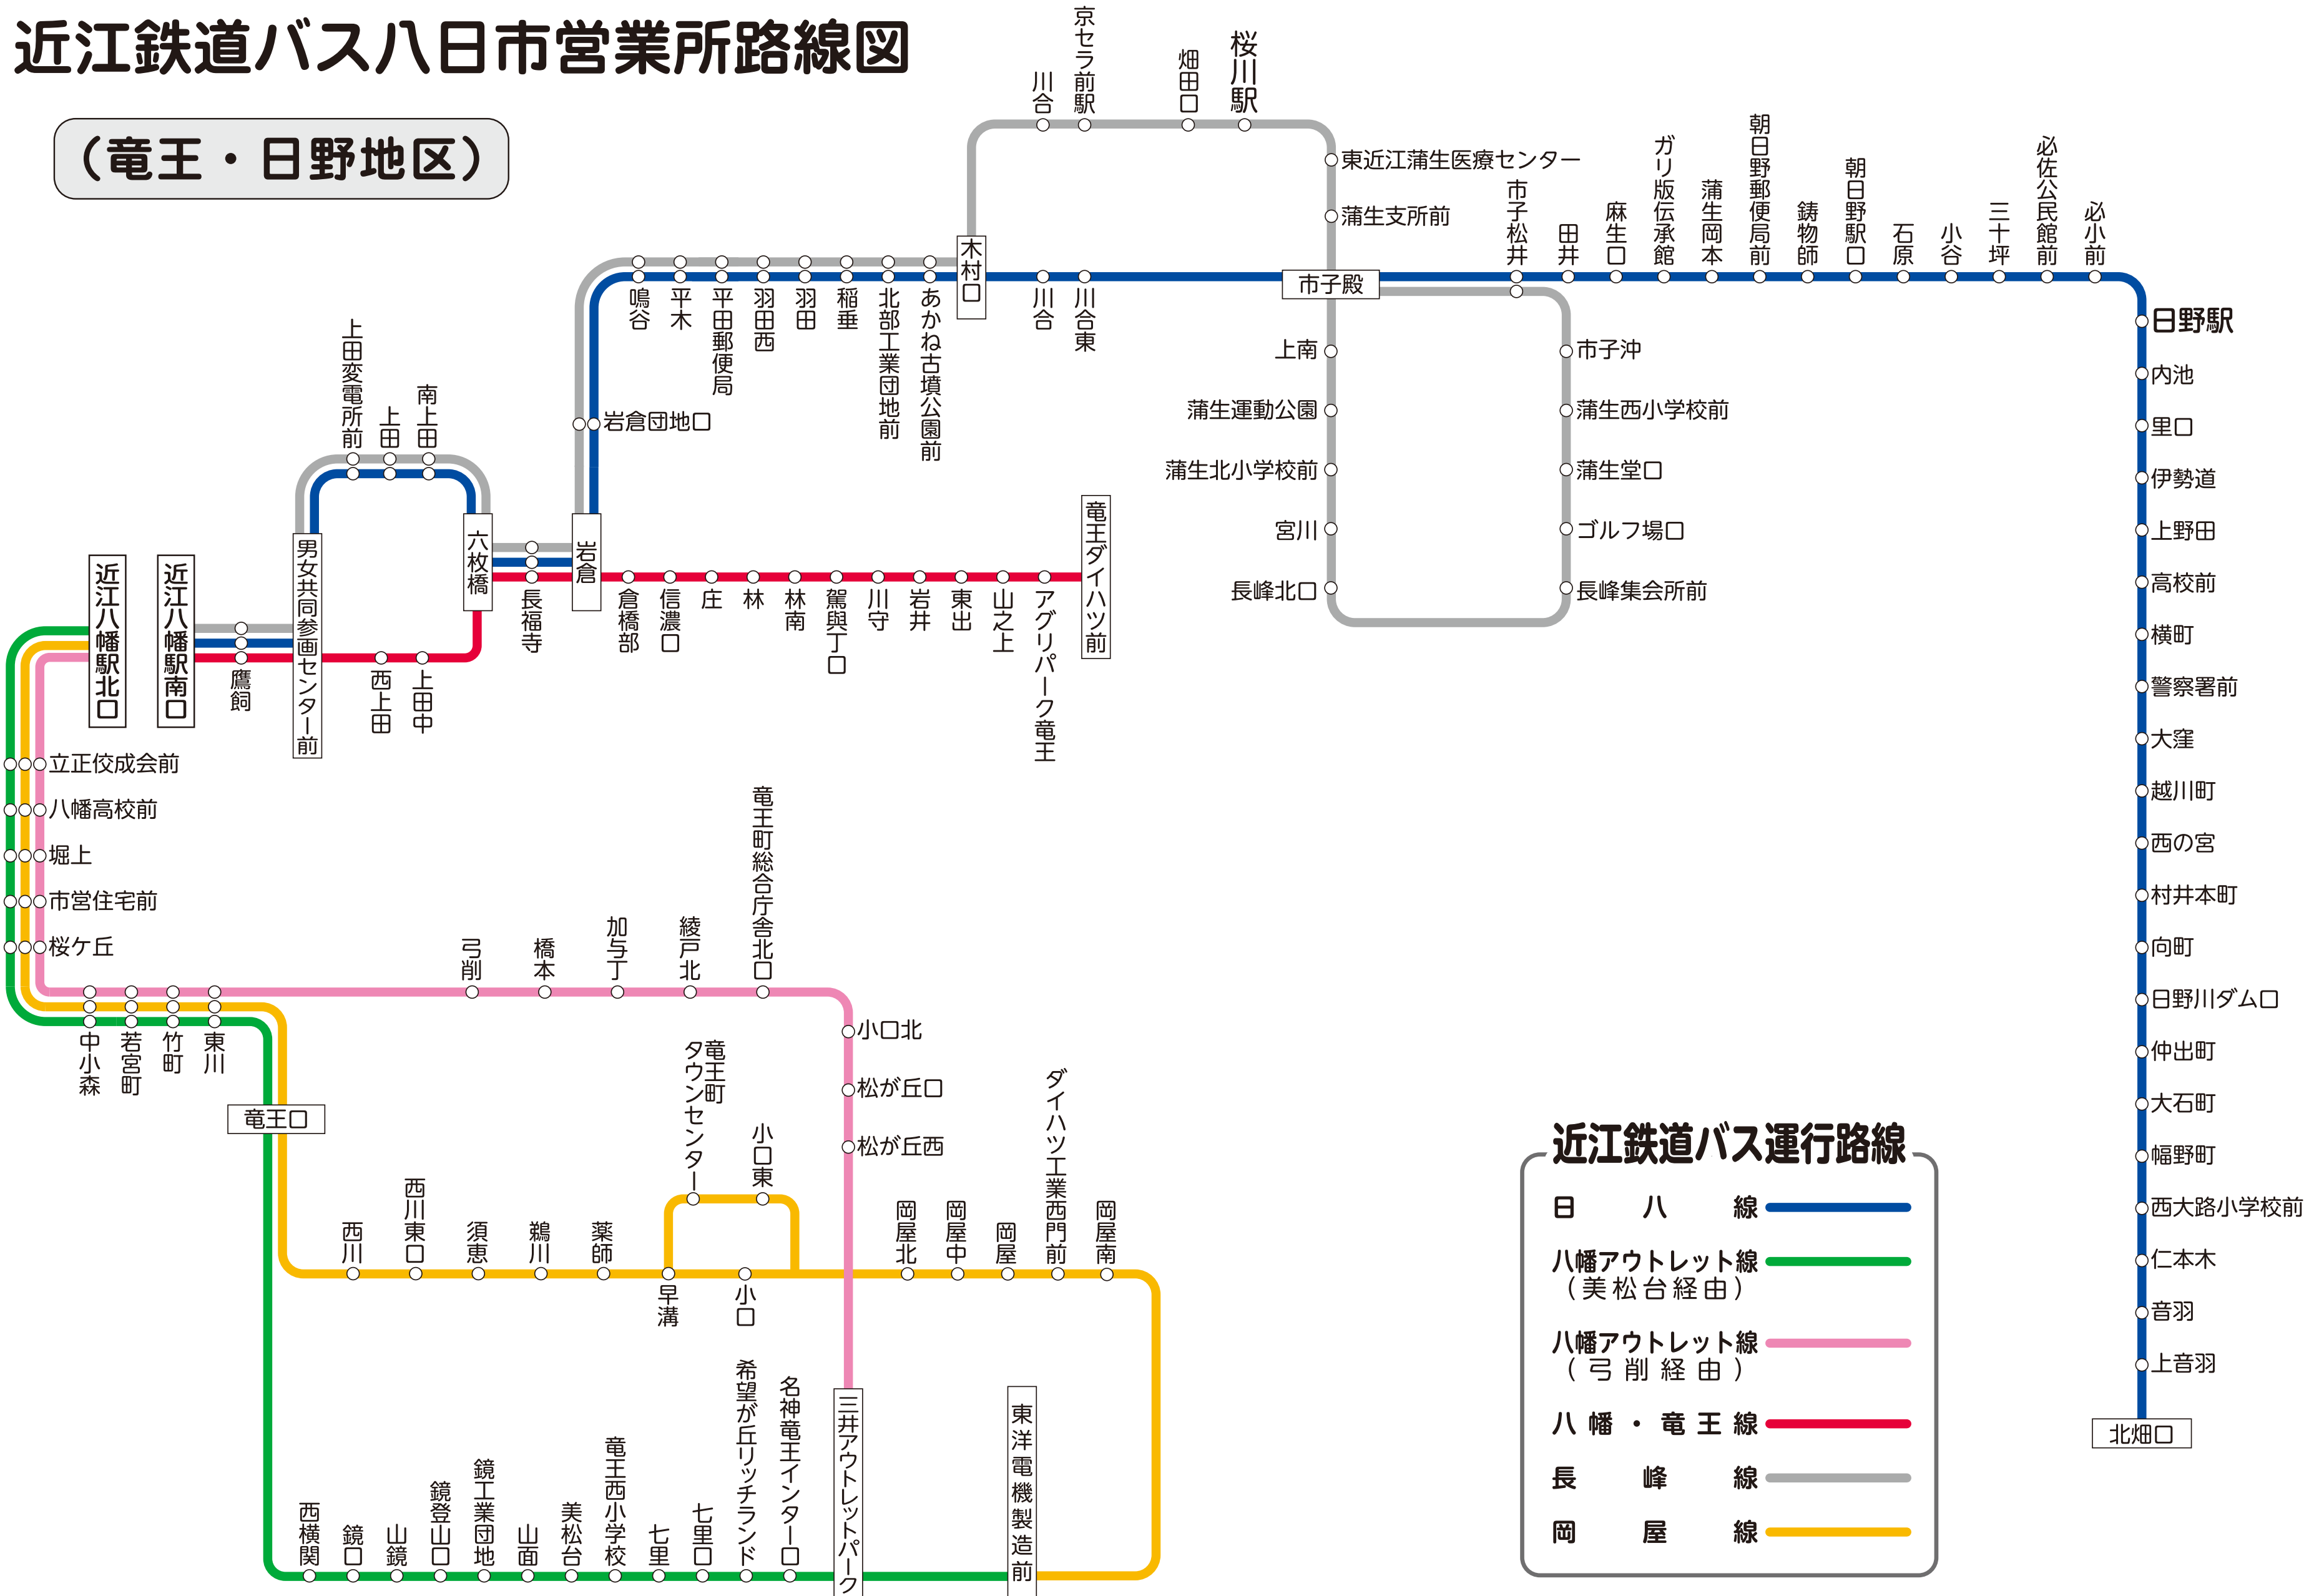 近江鉄道バス八日市営業所路線図
（竜王・日野地区）
川合
京セラ前駅
畑田口
桜川駅
東近江蒲生医療センター
蒲生支所前
木村口
鳴谷
平木
平田郵便局
羽田西
羽田
稲垂
北部工業団地前
あかね古墳公園前
川合
川合東
市子殿
市子松井
田井
麻生口
ガリ版伝承館
蒲生岡本
朝日野郵便局前
鋳物師
朝日野駅口
石原
小谷
三十坪
必佐公民館前
必小前
日野駅
内池
里口
伊勢道
上野田
高校前
横町
警察署前
大窪
越川町
西の宮
村井本町
向町
日野川ダム口
仲出町
大石町
幅野町
西大路小学校前
仁本木
音羽
上音羽
北畑口
上南
蒲生運動公園
蒲生北小学校前
宮川
長峰北口
市子沖
蒲生西小学校前
蒲生堂口
ゴルフ場口
長峰集会所前
岩倉団地口
上田変電所前
上田
南上田
近江八幡駅北口
近江八幡駅南口
鷹飼
男女共同参画センター前
西上田
上田中
六枚橋
長福寺
岩倉
倉橋部
信濃口
庄
林
林南
駕與丁口
川守
岩井
東出
山之上
アグリパーク竜王
竜王ダイハツ前
立正佼成会前
八幡高校前
堀上
市営住宅前
桜ケ丘
中小森
若宮町
竹町
東川
弓削
橋本
加与丁
綾戸北
竜王町総合庁舎北口
小口北
松が丘口
松が丘西
竜王口
西川
西川東口
須恵
鵜川
薬師
早溝
竜王町
タウンセンター
小口東
小口
岡屋北
岡屋中
岡屋
ダイハツ工業西門前
岡屋南
西横関
鏡口
山鏡
鏡登山口
鏡工業団地
山面
美松台
竜王西小学校
七里
七里口
希望が丘リッチランド
名神竜王インター口
三井アウトレットパーク
東洋電機製造前
近江鉄道バス運行路線
日八線
八幡アウトレット線
（美松台経由）
八幡アウトレット線
（弓削経由）
八幡・竜王線
長峰線
岡屋線